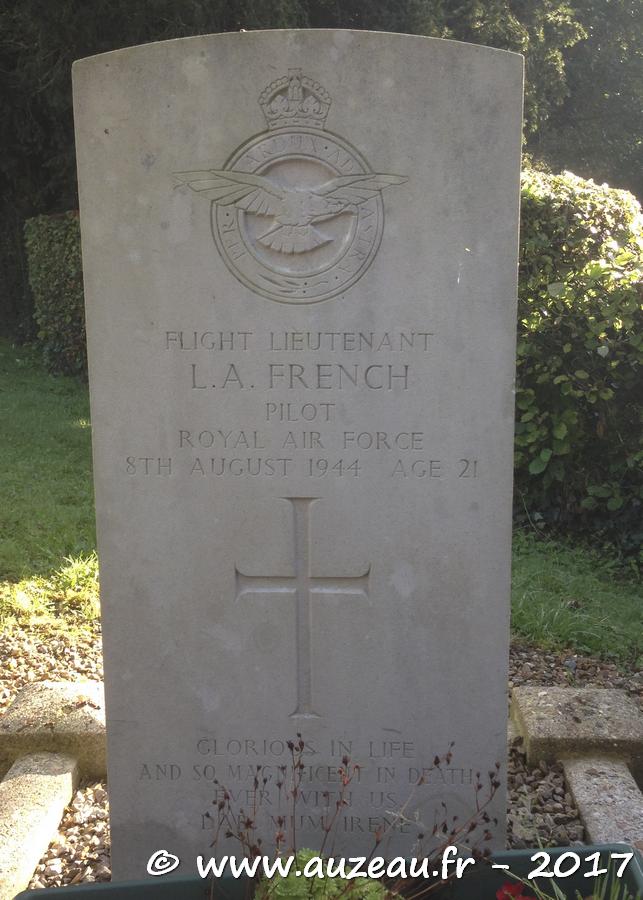 PER · ARDUA · AD ASTRA
FLIGHT LIEUTENANT
L.A. FRENCH
PILOT
ROYAL AIR FORCE
8TH AUGUST 1944 AGE 21
GLORIOUS IN LIFE
AND SO MAGNIFICENT IN DEATH.
EVER WITH US.
DAD, MUM, IRENE
© www.auzeau.fr - 2017